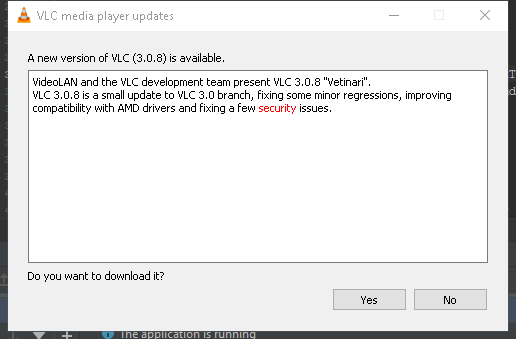 VLC media player updates
A new version of VLC (3.0.8) is available.
VideoLAN and the VLC development team present VLC 3.0.8 "Vetinari".
VLC 3.0.8 is a small update to VLC 3.0 branch, fixing some minor regressions, improving
compatibility with AMD drivers and fixing a few security issues.
Do you want to download it?
Yes No
The application is running